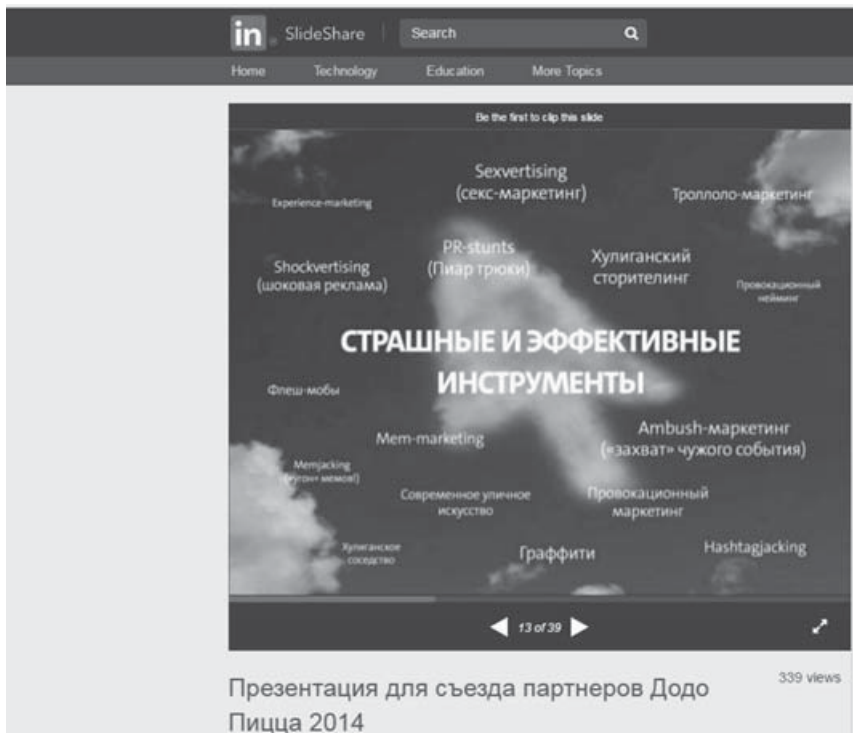 in SlideShare
Search
Home Technology Education More Topics
Be the first to clip this slide
Sexvertising
(секс-маркетинг)
Троллоло-маркетинг
Experience-marketing
PR-stunts
(Пиар трюки)
Хулиганский
сторителинг
Shockvertising
(шоковая реклама)
Провокационный
нейминг
СТРАШНЫЕ И ЭФФЕКТИВНЫЕ
ИНСТРУМЕНТЫ
Флеш-мобы
Ambush-маркетинг
(«захват» чужого события)
Mem-marketing
Memjacking
(«угон» мемов!)
Современное уличное
искусство
Провокационный
маркетинг
Хулиганское
соседство
Граффити
Hashtagjacking
13 of 39
339 views
Презентация для съезда партнеров Додо
Пицца 2014